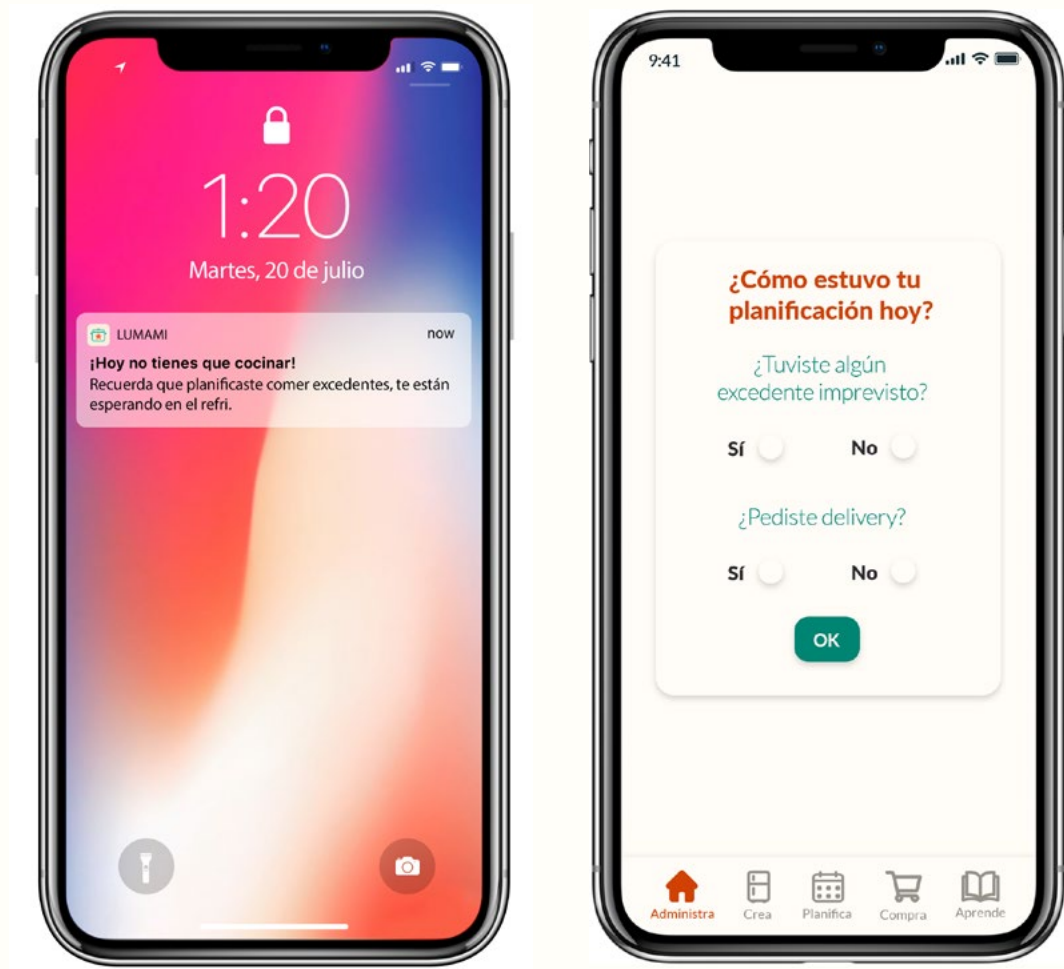 1:20
Martes, 20 de julio
LUMAMI now
¡Hoy no tienes que cocinar!
Recuerda que planificaste comer excedentes, te están
esperando en el refri.
9:41
¿Cómo estuvo tu
planificación hoy?
¿Tuviste algún
excedente imprevisto?
Sí No
¿Pediste delivery?
Sí No
OK
Administra Crea Planifica Compra Aprende